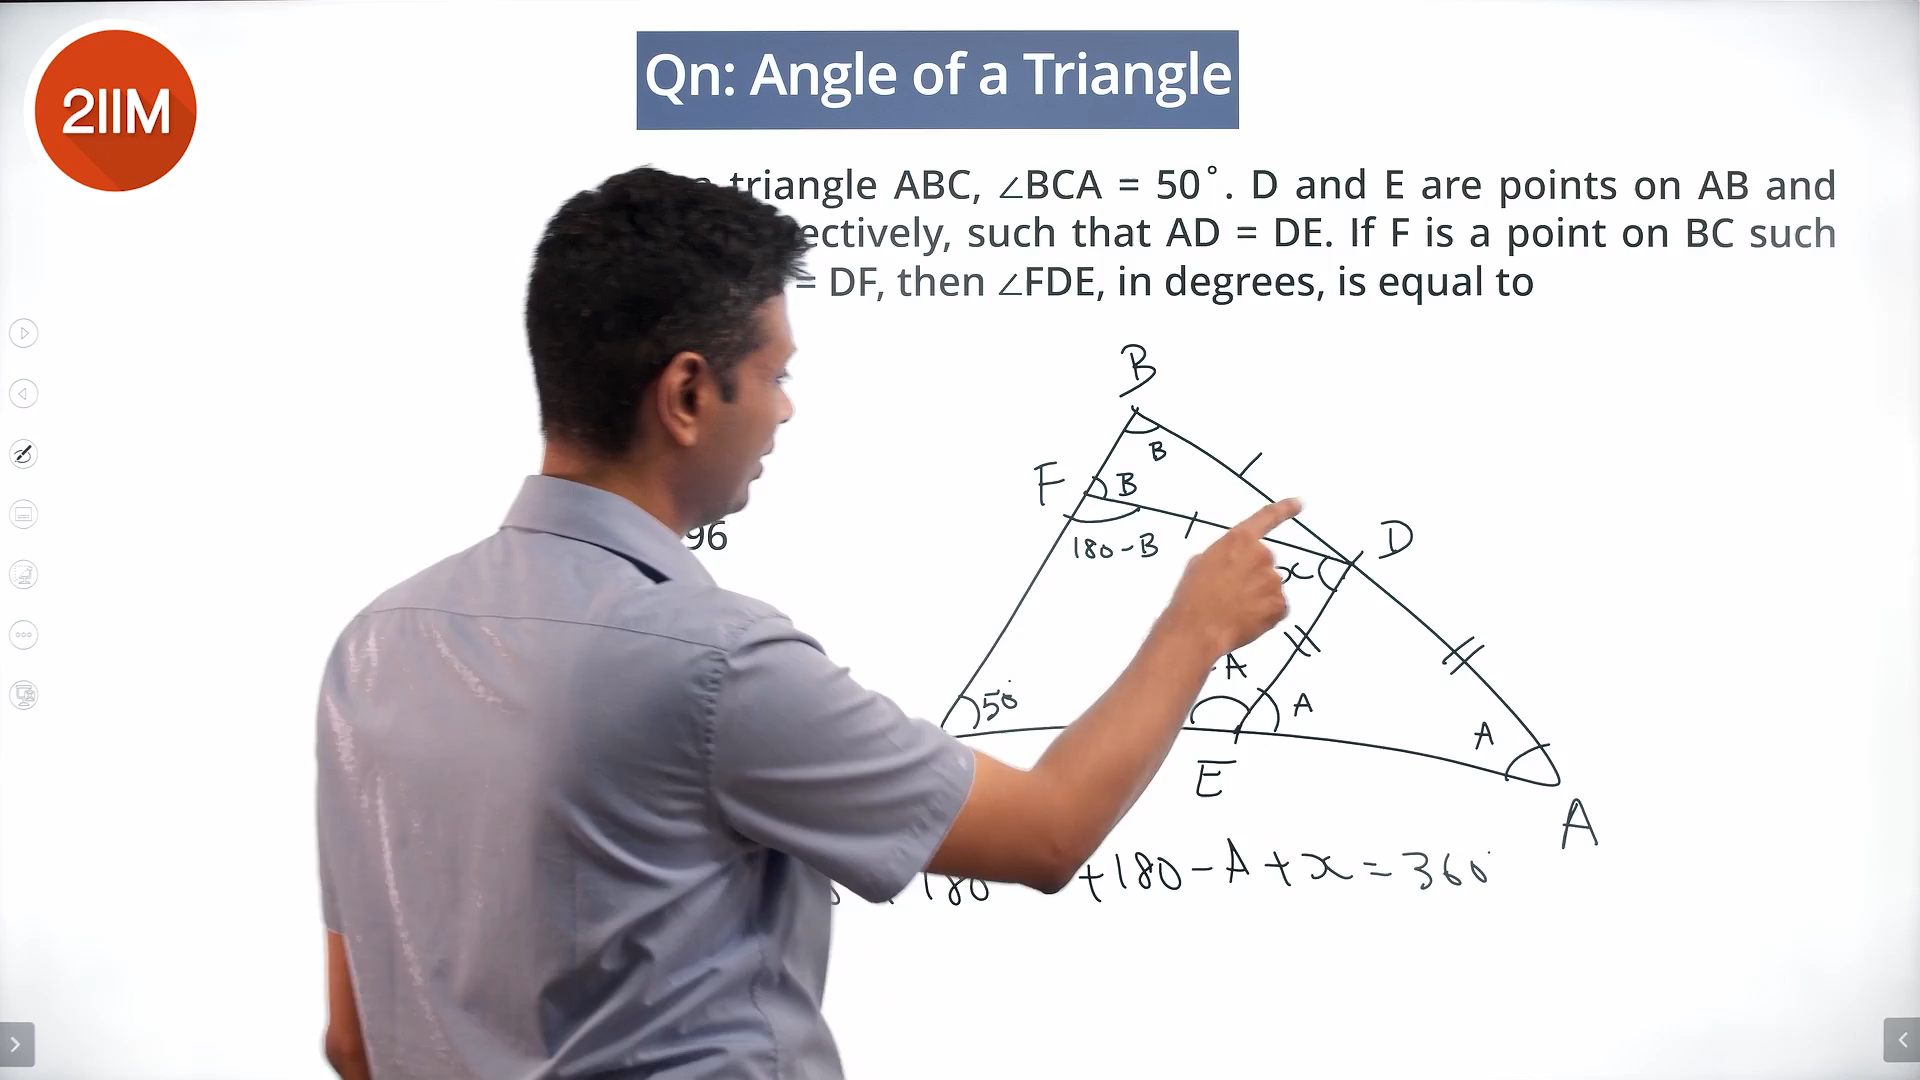 2IIM
Qn: Angle of a Triangle
triangle ABC, ∠BCA = 50˚. D and E are points on AB and
such that AD = DE. If F is a point on BC such
= DF, then ∠FDE, in degrees, is equal to
96
B
B
F
B
180-B
D
x
A
A
50°
A
E
A
180
+180-A+x=360°